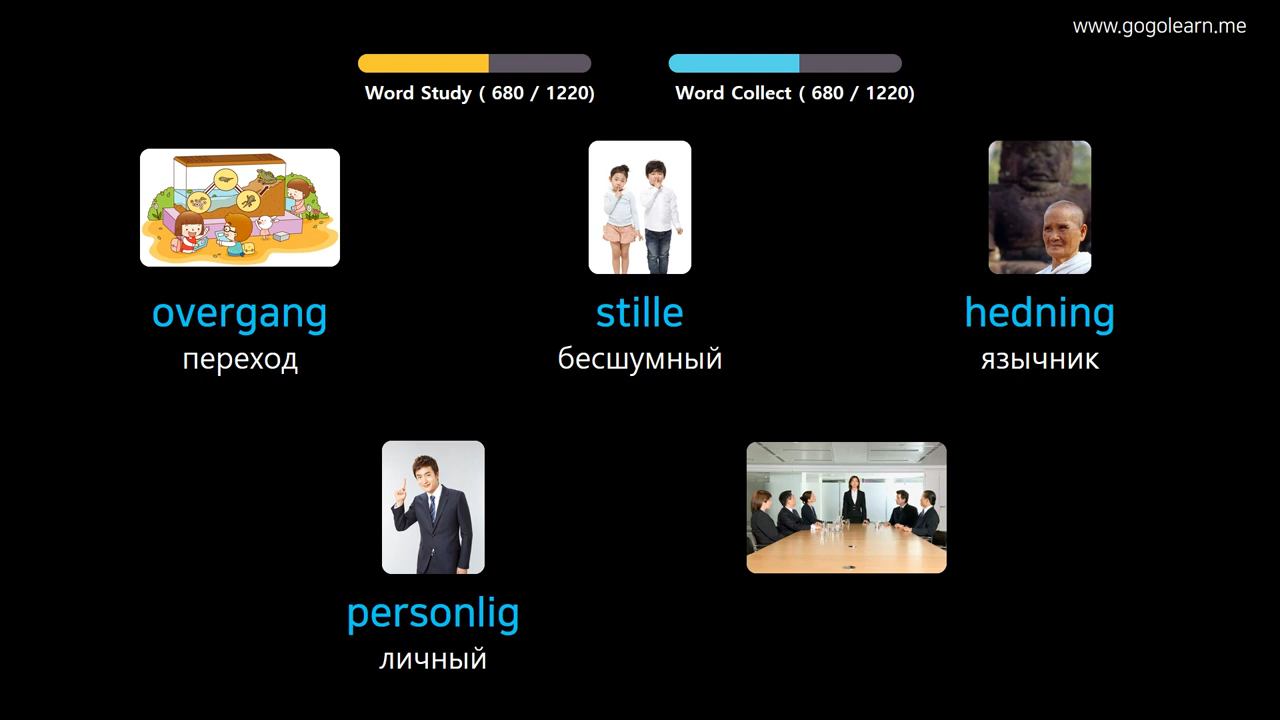 www.gogolearn.me
Word Study ( 680 / 1220)
Word Collect ( 680 / 1220)
overgang
переход
stille
бесшумный
hedning
язычник
personlig
личный